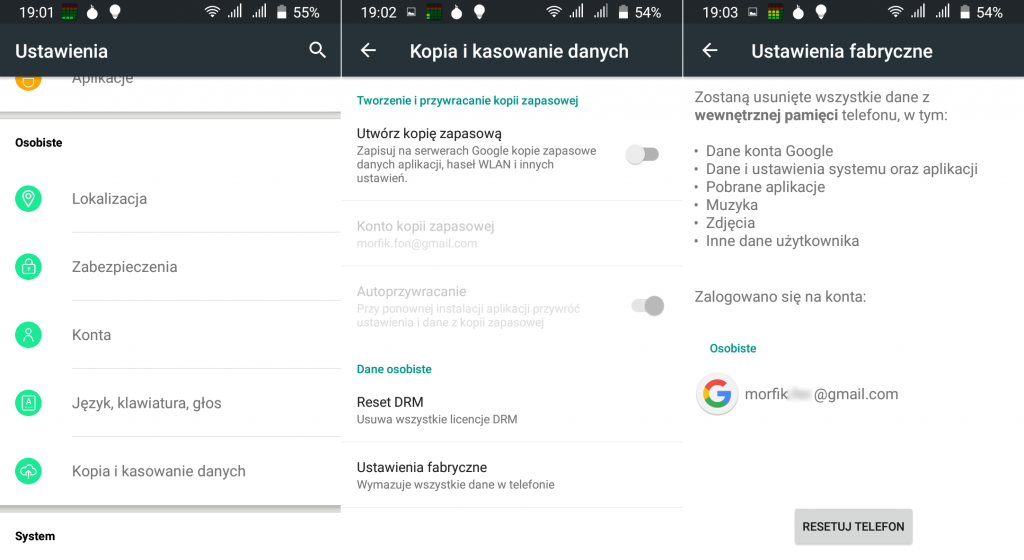 19:01
55%
Ustawienia
Aplikacje
Osobiste
Lokalizacja
Zabezpieczenia
Konta
Język, klawiatura, głos
Kopia i kasowanie danych
System
19:02
54%
Kopia i kasowanie danych
Tworzenie i przywracanie kopii zapasowej
Utwórz kopię zapasową
Zapisuj na serwerach Google kopie zapasowe
danych aplikacji, haseł WLAN i innych
ustawień.
Konto kopii zapasowej
morfik.fon@gmail.com
Autoprzywracanie
Przy ponownej instalacji aplikacji przywróć
ustawienia i dane z kopii zapasowej
Dane osobiste
Reset DRM
Usuwa wszystkie licencje DRM
Ustawienia fabryczne
Wymazuje wszystkie dane w telefonie
19:03
54%
Ustawienia fabryczne
Zostaną usunięte wszystkie dane z
wewnętrznej pamięci telefonu, w tym:
• Dane konta Google
• Dane i ustawienia systemu oraz aplikacji
• Pobrane aplikacje
• Muzyka
• Zdjęcia
• Inne dane użytkownika
Zalogowano się na konta:
Osobiste
morfik @gmail.com
RESETUJ TELEFON